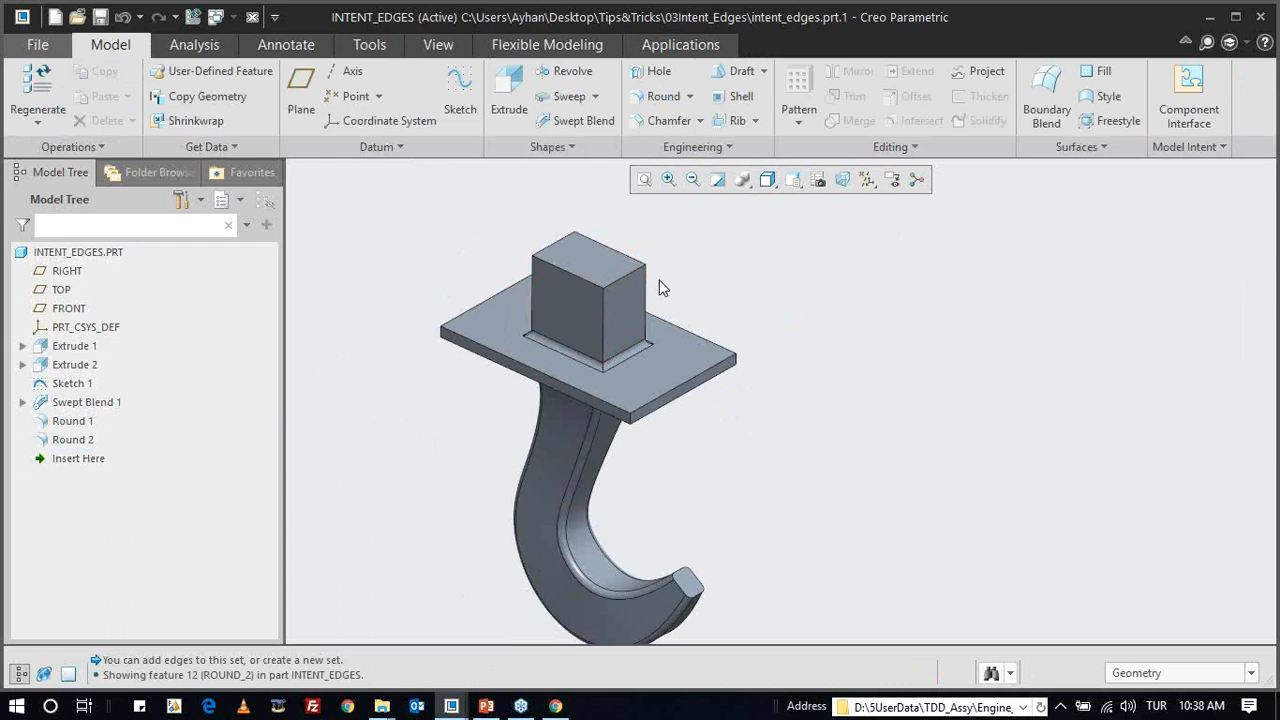 INTENT_EDGES (Active) C:\Users\Ayhan\Desktop\Tips&Tricks\03Intent_Edges\intent_edges.prt.1 - Creo Parametric
File Model Analysis Annotate Tools View Flexible Modeling Applications
Regenerate
Copy
Paste
Delete
Operations
User-Defined Feature
Copy Geometry
Shrinkwrap
Get Data
Plane
Axis
Point
Coordinate System
Sketch
Datum
Extrude
Revolve
Sweep
Swept Blend
Shapes
Hole
Round
Chamfer
Draft
Shell
Rib
Engineering
Pattern
Mirror
Trim
Merge
Extend
Offset
Intersect
Project
Thicken
Solidify
Editing
Boundary
Blend
Fill
Style
Freestyle
Surfaces
Component
Interface
Model Intent
Model Tree Folder Brows Favorites
Model Tree
INTENT_EDGES.PRT
RIGHT
TOP
FRONT
PRT_CSYS_DEF
Extrude 1
Extrude 2
Sketch 1
Swept Blend 1
Round 1
Round 2
Insert Here
You can add edges to this set, or create a new set.
• Showing feature 12 (ROUND_2) in part INTENT_EDGES.
Geometry
Address D:\5UserData\TDD_Assy\Engine_ TUR 10:38 AM